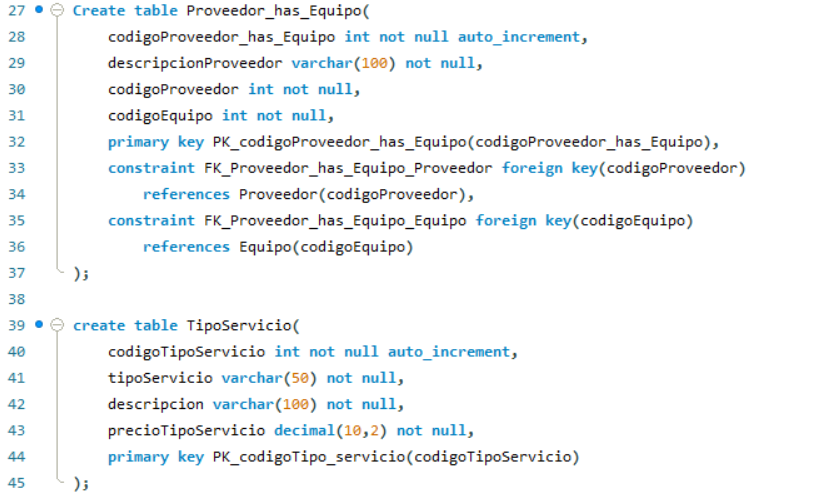 27 Create table Proveedor_has_Equipo(
28 codigoProveedor_has_Equipo int not null auto_increment,
29 descripcionProveedor varchar(100) not null,
30 codigoProveedor int not null,
31 codigoEquipo int not null,
32 primary key PK_codigoProveedor_has_Equipo(codigoProveedor_has_Equipo),
33 constraint FK_Proveedor_has_Equipo_Proveedor foreign key(codigoProveedor)
34 references Proveedor(codigoProveedor),
35 constraint FK_Proveedor_has_Equipo_Equipo foreign key(codigoEquipo)
36 references Equipo(codigoEquipo)
37 );
38
39 create table TipoServicio(
40 codigoTipoServicio int not null auto_increment,
41 tipoServicio varchar(50) not null,
42 descripcion varchar(100) not null,
43 precioTipoServicio decimal(10,2) not null,
44 primary key PK_codigoTipo_servicio(codigoTipoServicio)
45 );